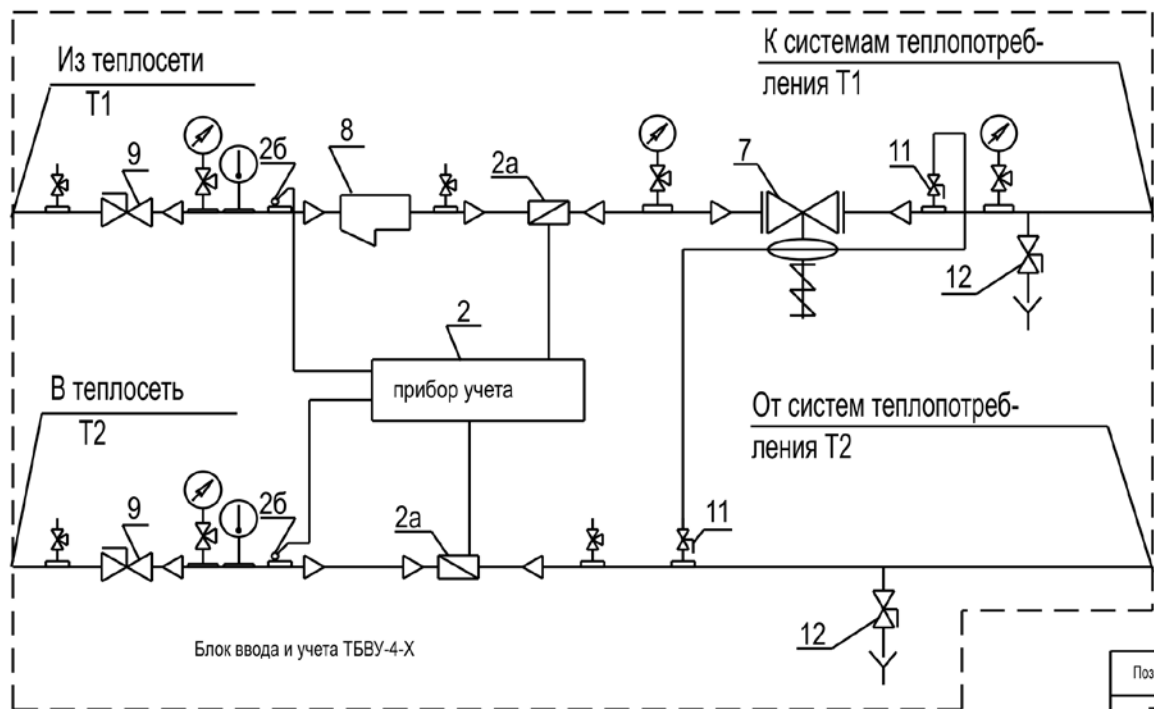 Из теплосети
Т1
К системам теплопотреб-
ления Т1
9
2б
8
2а
7
11
12
2
прибор учета
В теплосеть
Т2
От систем теплопотреб-
ления Т2
9
2б
2а
11
12
Блок ввода и учета ТБВУ-4-Х
Поз